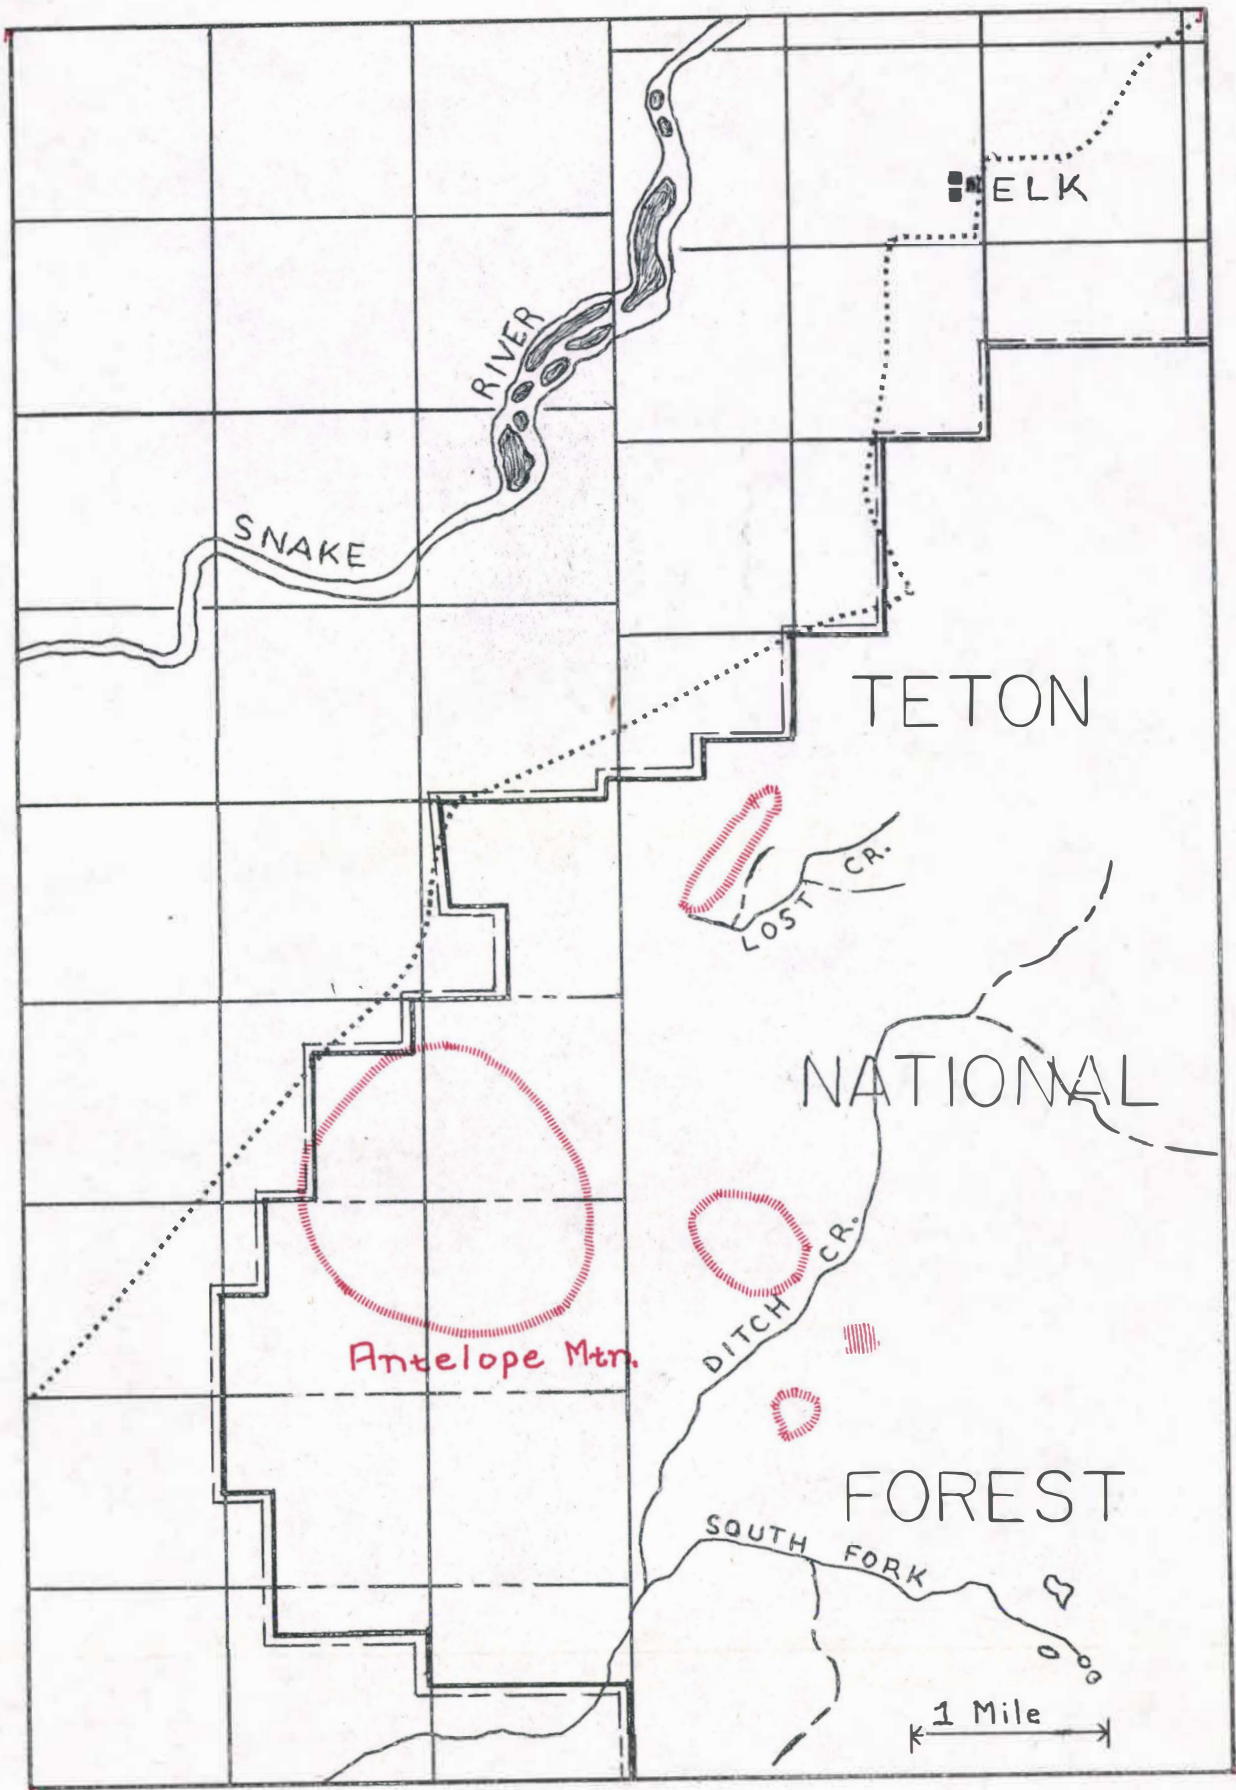 ELK
RIVER
SNAKE
TETON
LOST CR.
NATIONAL
DITCH CR.
Antelope Mtn.
FOREST
SOUTH FORK
1 Mile